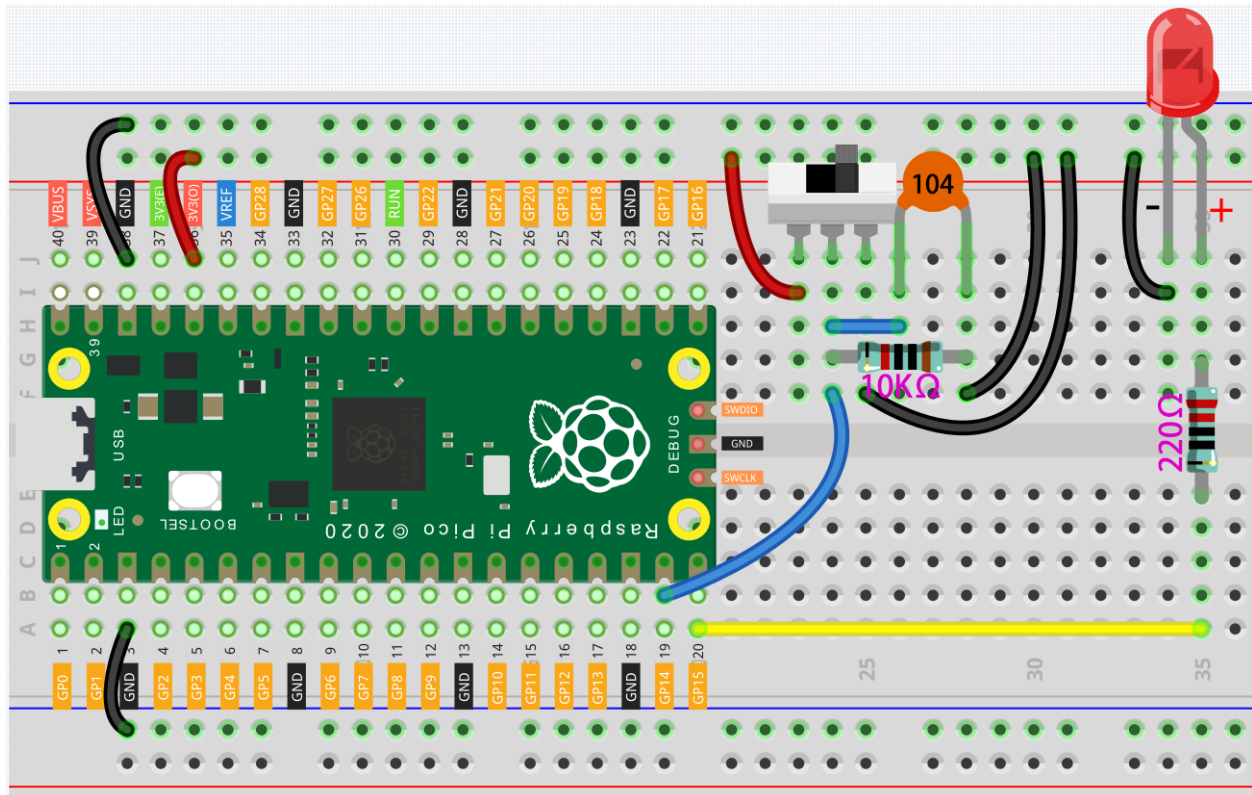 104
- +
VBUS VSYS GND 3V3(E) 3V3(O) VREF GP28 GND GP27 GP26 RUN GP22 GND GP21 GP20 GP19 GP18 GND GP17 GP16
40 39 38 37 36 35 34 33 32 31 30 29 28 27 26 25 24 23 22 21
J
I
H
G
F
39
10KΩ
220Ω
USB
DEBUG
SWDIO
GND
SWCLK
BOOTSEL
LED
Raspberry Pi Pico © 2020
1
2
E
D
C
B
A
1 2 3 4 5 6 7 8 9 10 11 12 13 14 15 16 17 18 19 20
25 30 35
GP0 GP1 GND GP2 GP3 GP4 GP5 GND GP6 GP7 GP8 GP9 GND GP10 GP11 GP12 GP13 GND GP14 GP15